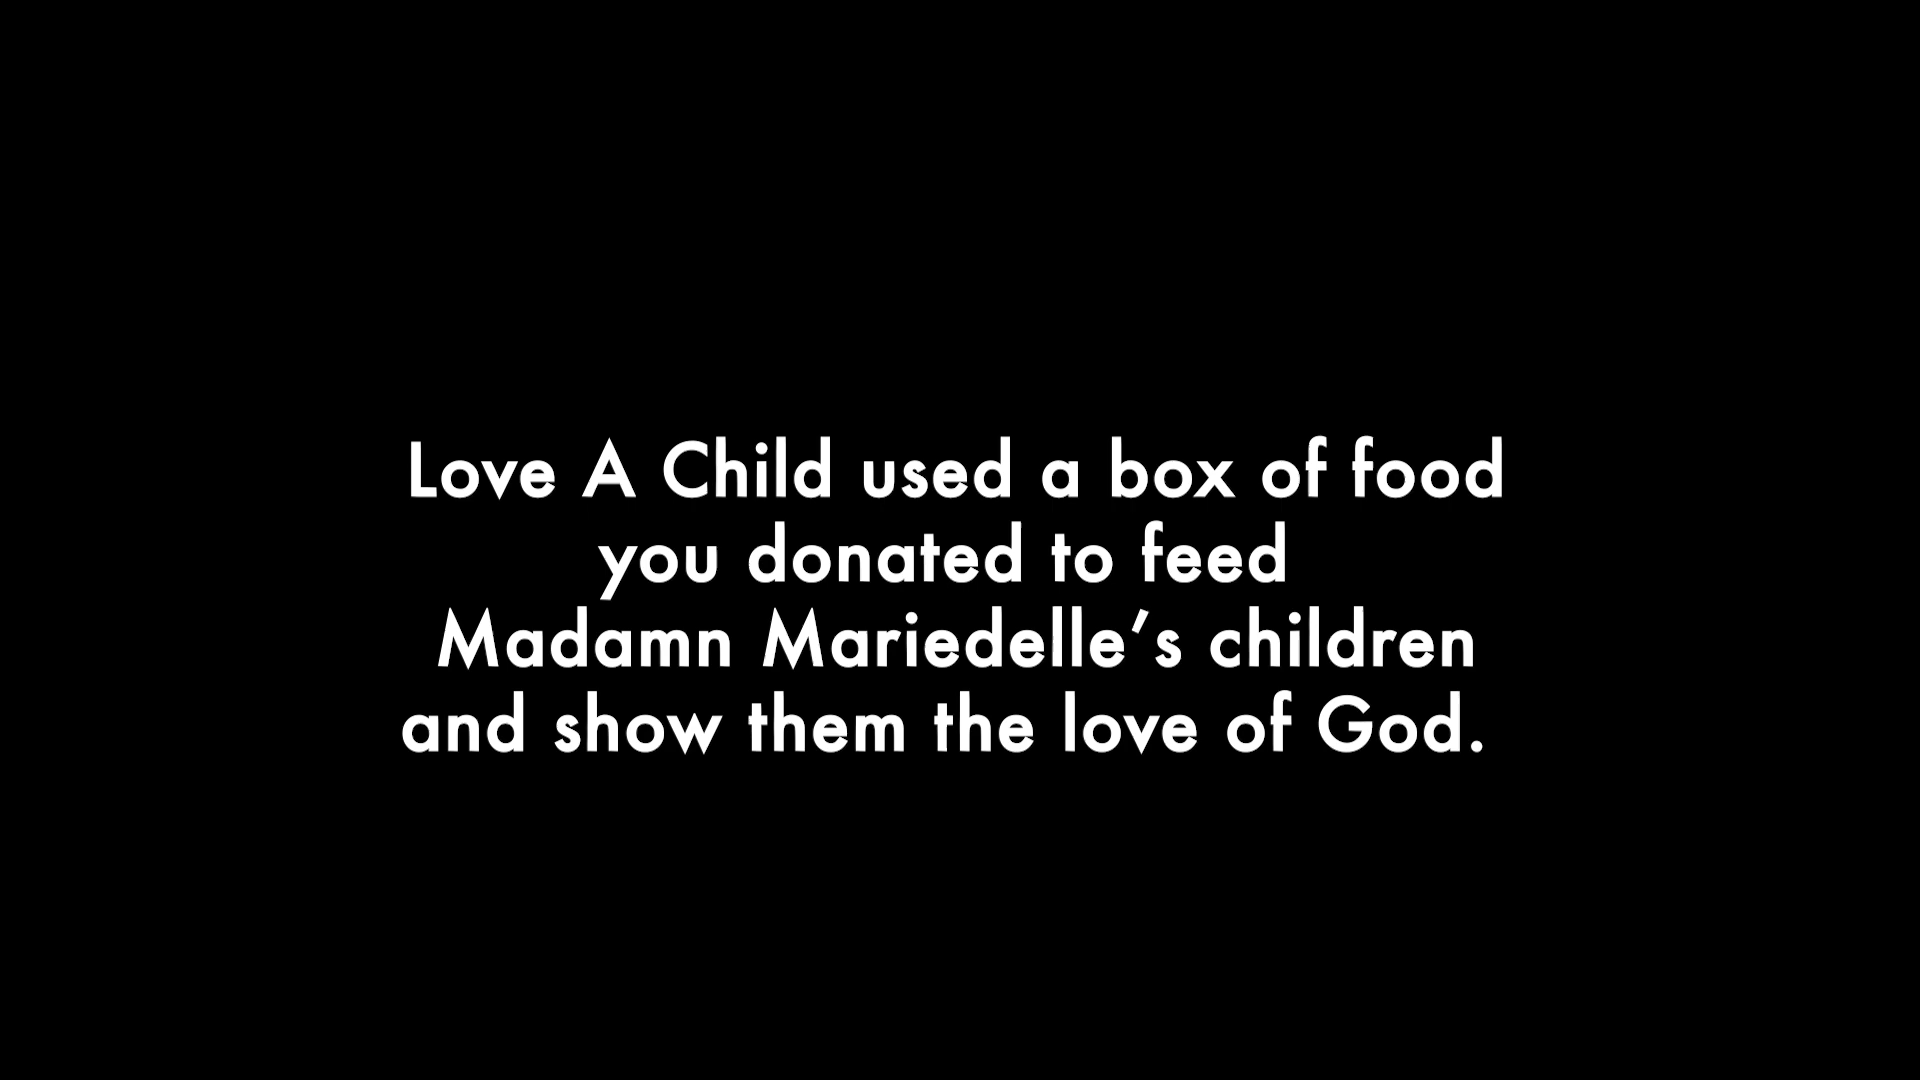 Love A Child used a box of food
you donated to feed
Madamn Mariedelle’s children
and show them the love of God.